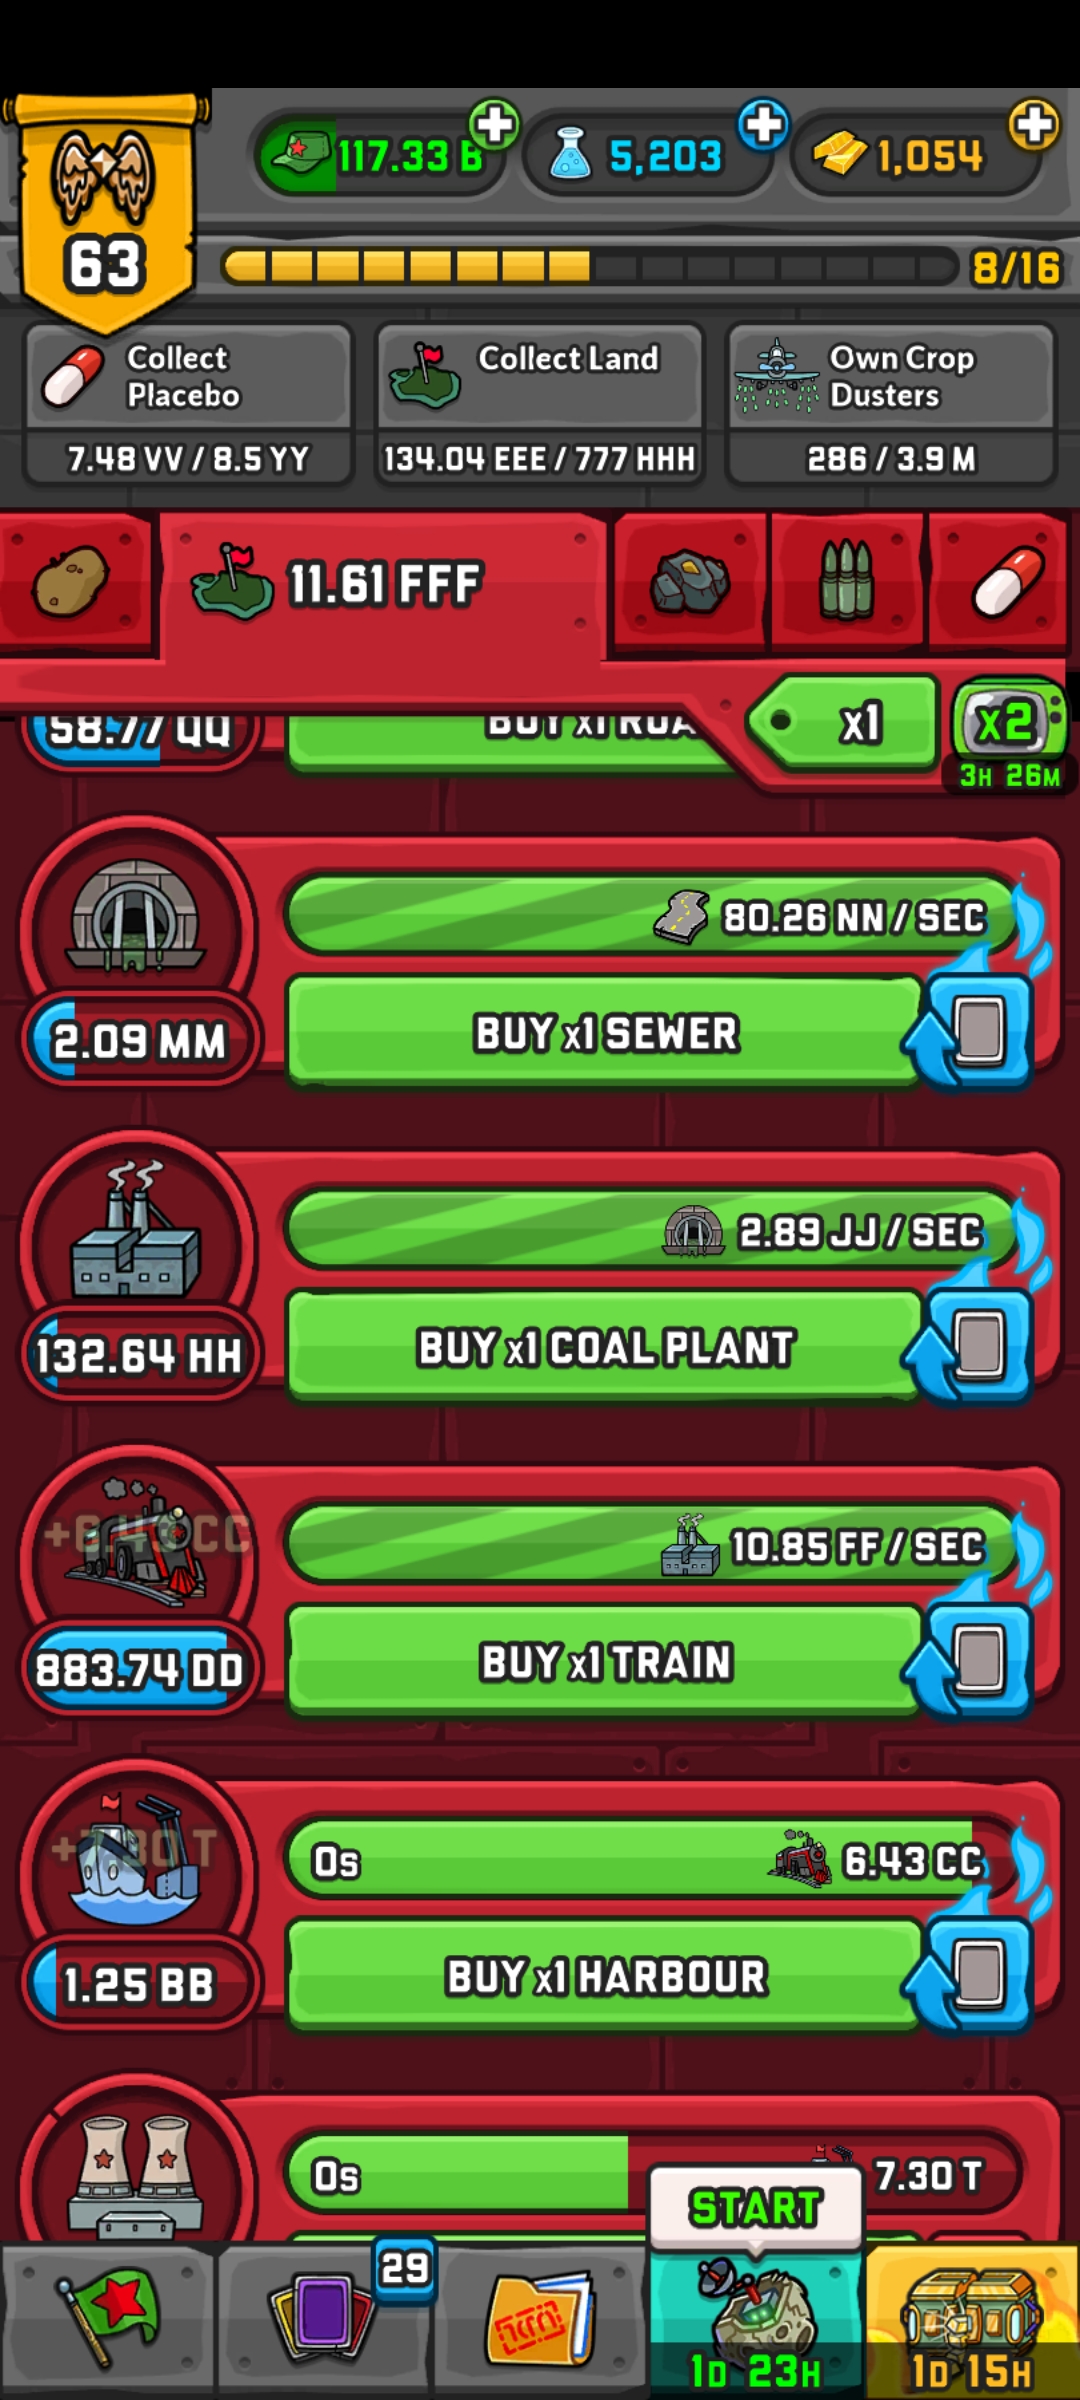 117.33 B
5,203
1,054
63
8/16
Collect
Placebo
7.48 VV / 8.5 YY
Collect Land
134.04 EEE / 777 HHH
Own Crop
Dusters
286 / 3.9 M
11.61 FFF
x1
x2
3H 26M
58.77 QQ
BUY x1
80.26 NN / SEC
BUY x1 SEWER
2.09 MM
2.89 JJ / SEC
BUY x1 COAL PLANT
132.64 HH
+6.43 CC
10.85 FF / SEC
BUY x1 TRAIN
883.74 DD
+7.30 T
0s
6.43 CC
BUY x1 HARBOUR
1.25 BB
0s
7.30 T
START
29
1D 23H
1D 15H